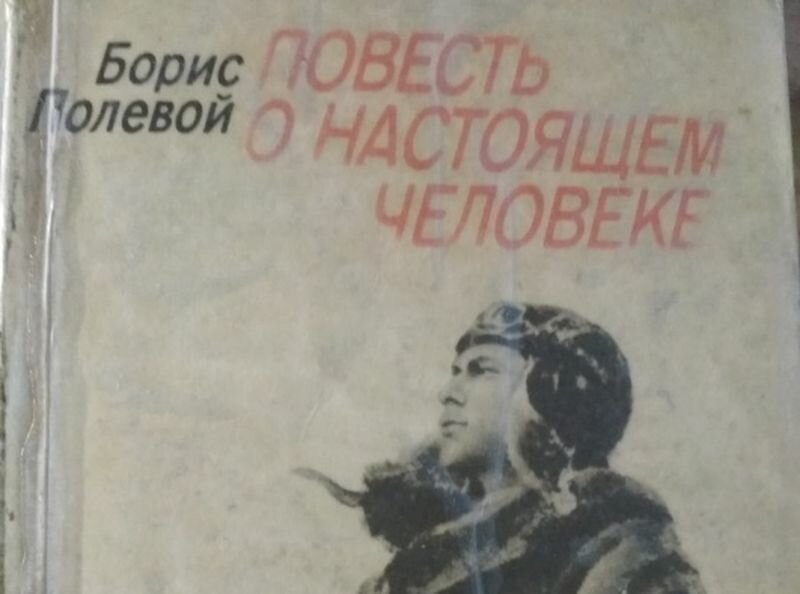 Борис
Полевой
ПОВЕСТЬ
О НАСТОЯЩЕМ
ЧЕЛОВЕКЕ